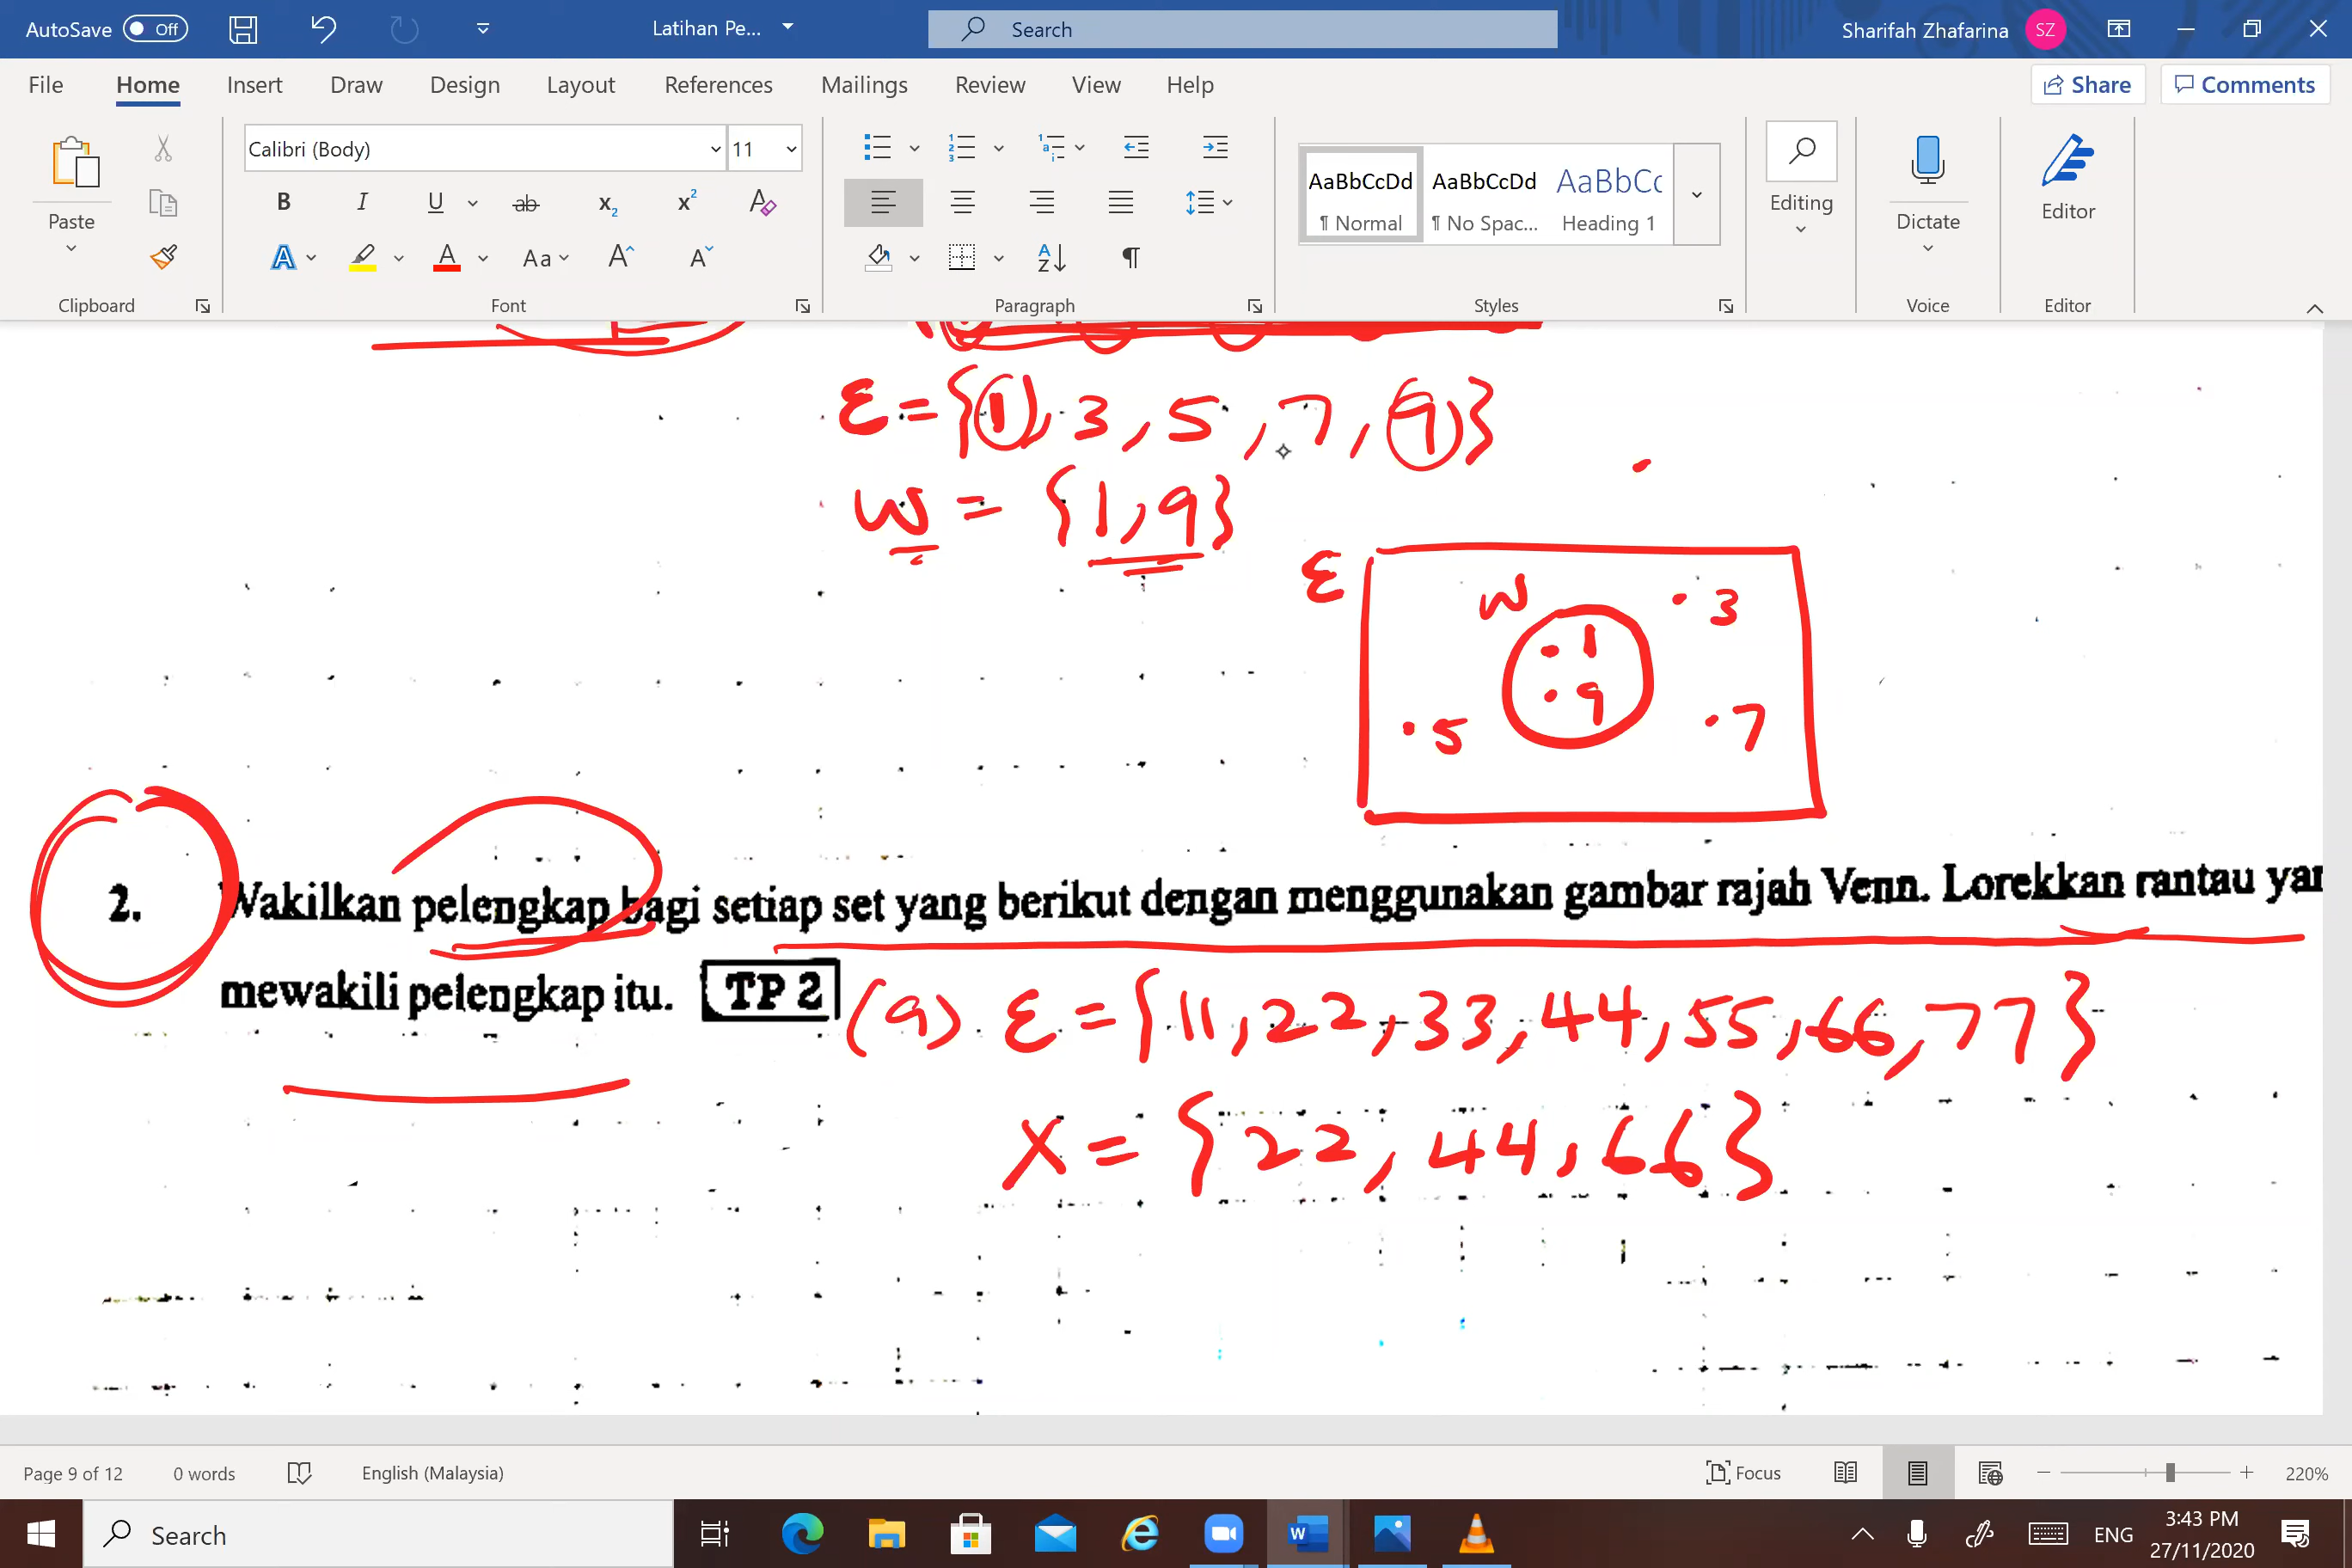 AutoSave Off Latihan Pe... Search Sharifah Zhafarina SZ
File Home Insert Draw Design Layout References Mailings Review View Help Share Comments
Calibri (Body) 11
Paste
B I U ab x₂ x² A
A A Aa A A
AaBbCcDd AaBbCcDd AaBbCc
¶ Normal ¶ No Spac... Heading 1
Editing Dictate Editor
Clipboard Font Paragraph Styles Voice Editor
ε = {1, 3, 5, 7, 9}
W = {1, 9}
ε
W
·1
·9
·3
·5
·7
2. Wakilkan pelengkap bagi setiap set yang berikut dengan menggunakan gambar rajah Venn. Lorekkan rantau yan
mewakili pelengkap itu. TP 2
(a) ε = {11, 22, 33, 44, 55, 66, 77}
X = {22, 44, 66}
Page 9 of 12 0 words English (Malaysia) Focus 220%
Search ENG 3:43 PM
27/11/2020